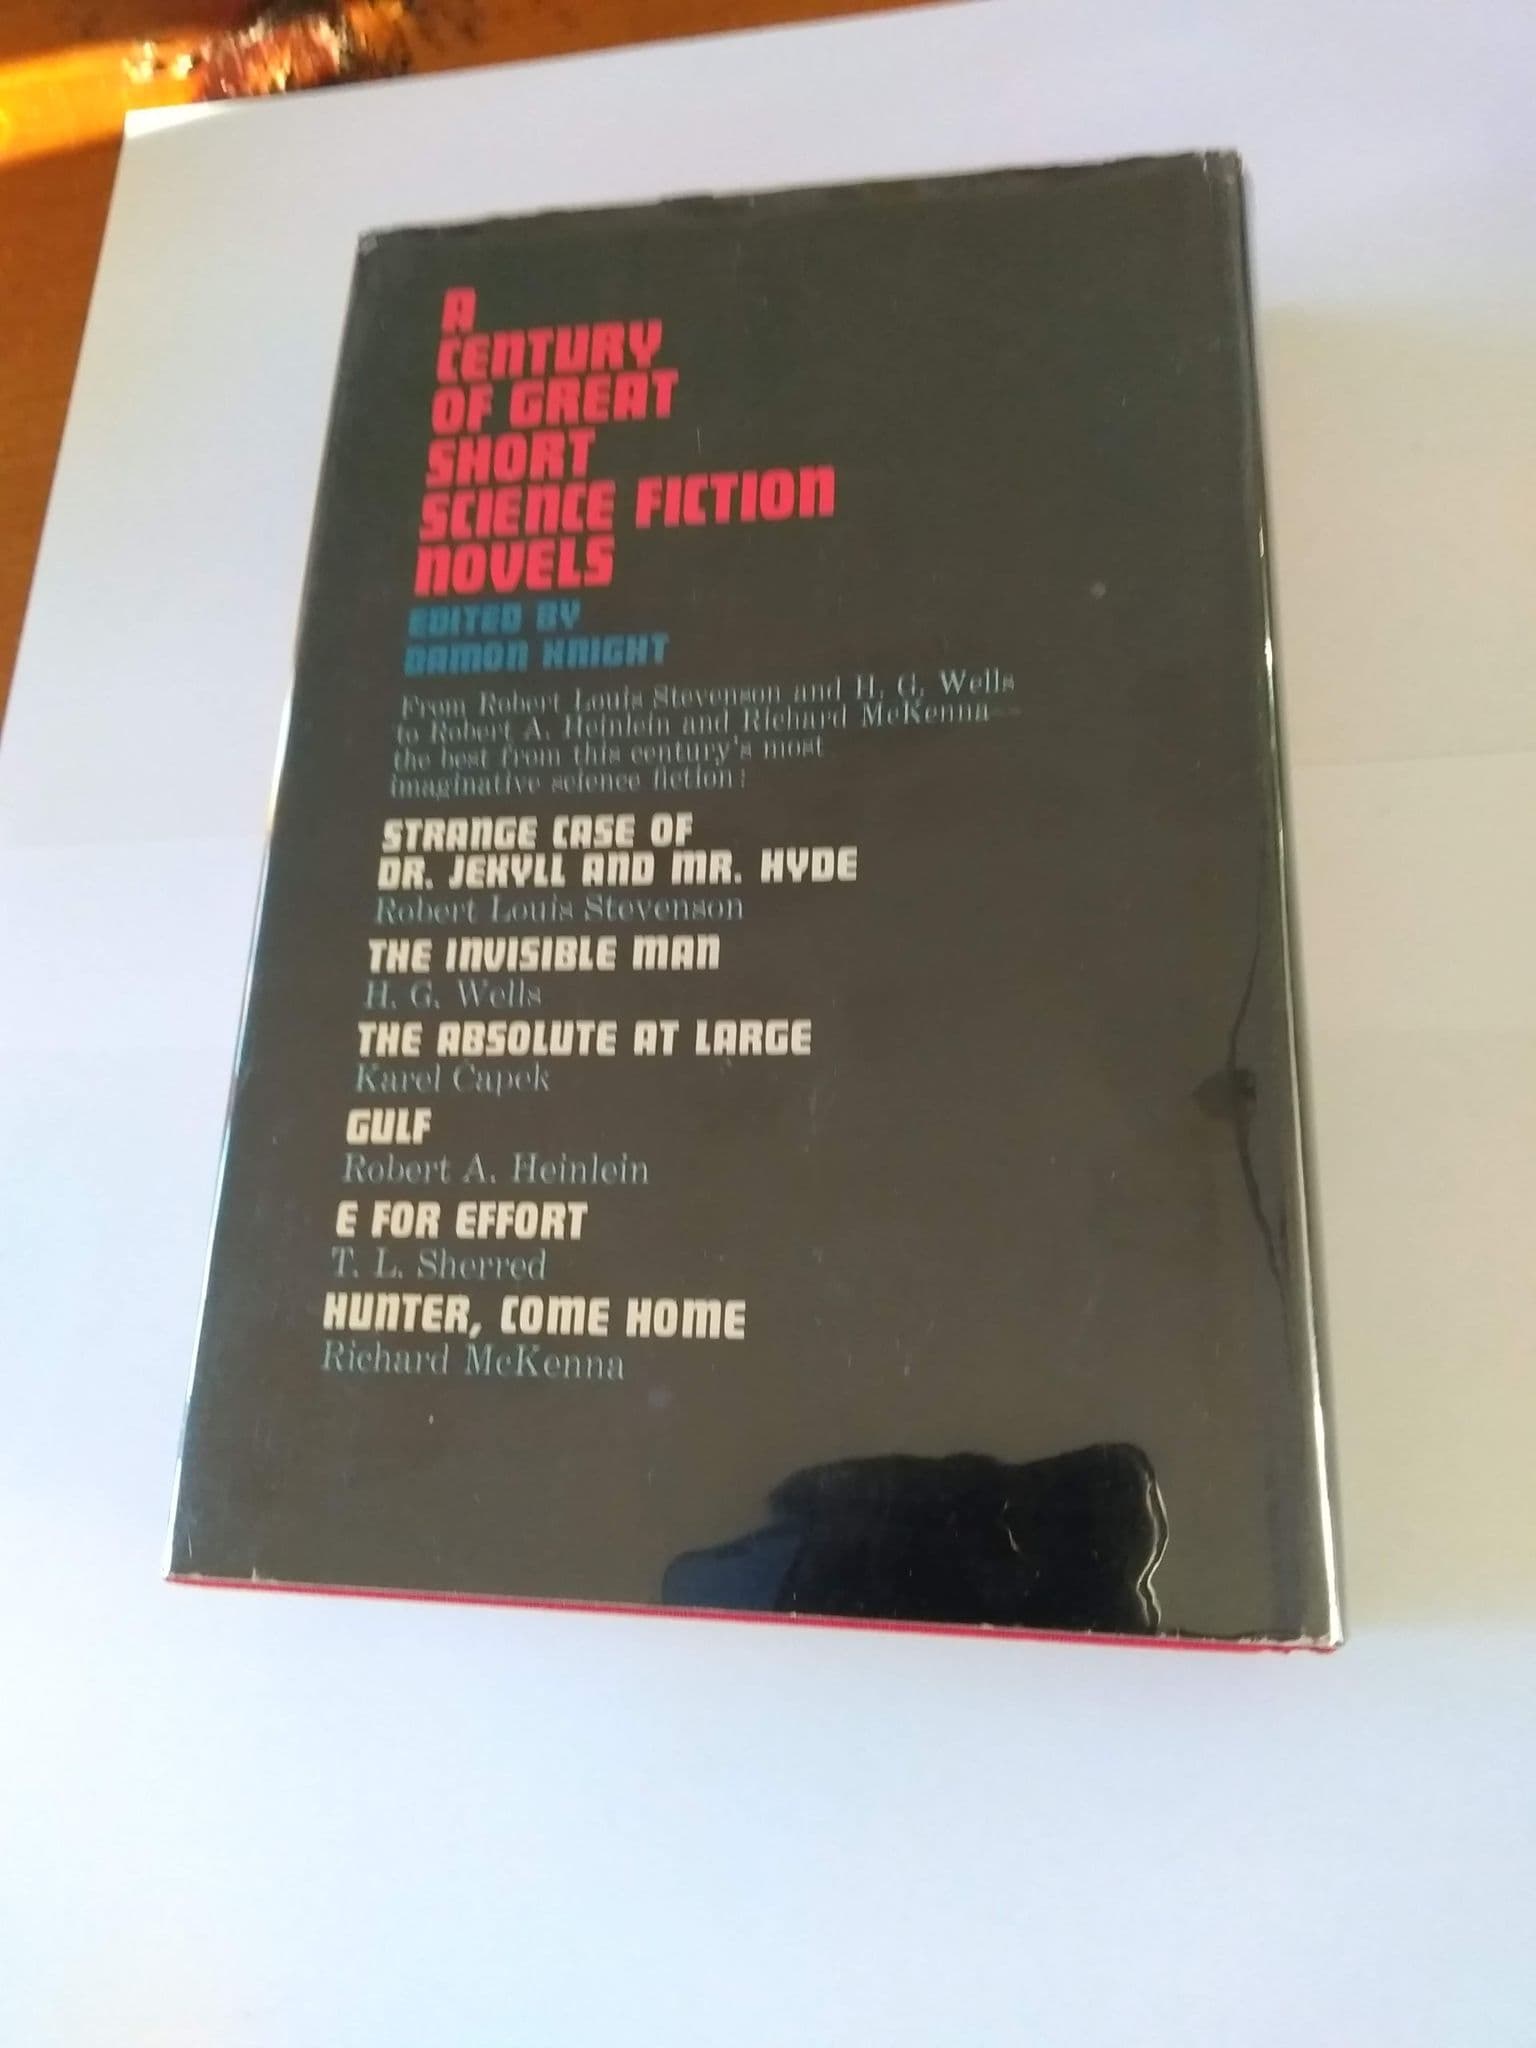 A
CENTURY
OF GREAT
SHORT
SCIENCE FICTION
NOVELS
EDITED BY
DAMON KNIGHT
From Robert Louis Stevenson and H. G. Wells
to Robert A. Heinlein and Richard McKenna—
the best from this century's most
imaginative science fiction:
STRANGE CASE OF
DR. JEKYLL AND MR. HYDE
Robert Louis Stevenson
THE INVISIBLE MAN
H. G. Wells
THE ABSOLUTE AT LARGE
Karel Čapek
GULF
Robert A. Heinlein
E FOR EFFORT
T. L. Sherred
HUNTER, COME HOME
Richard McKenna